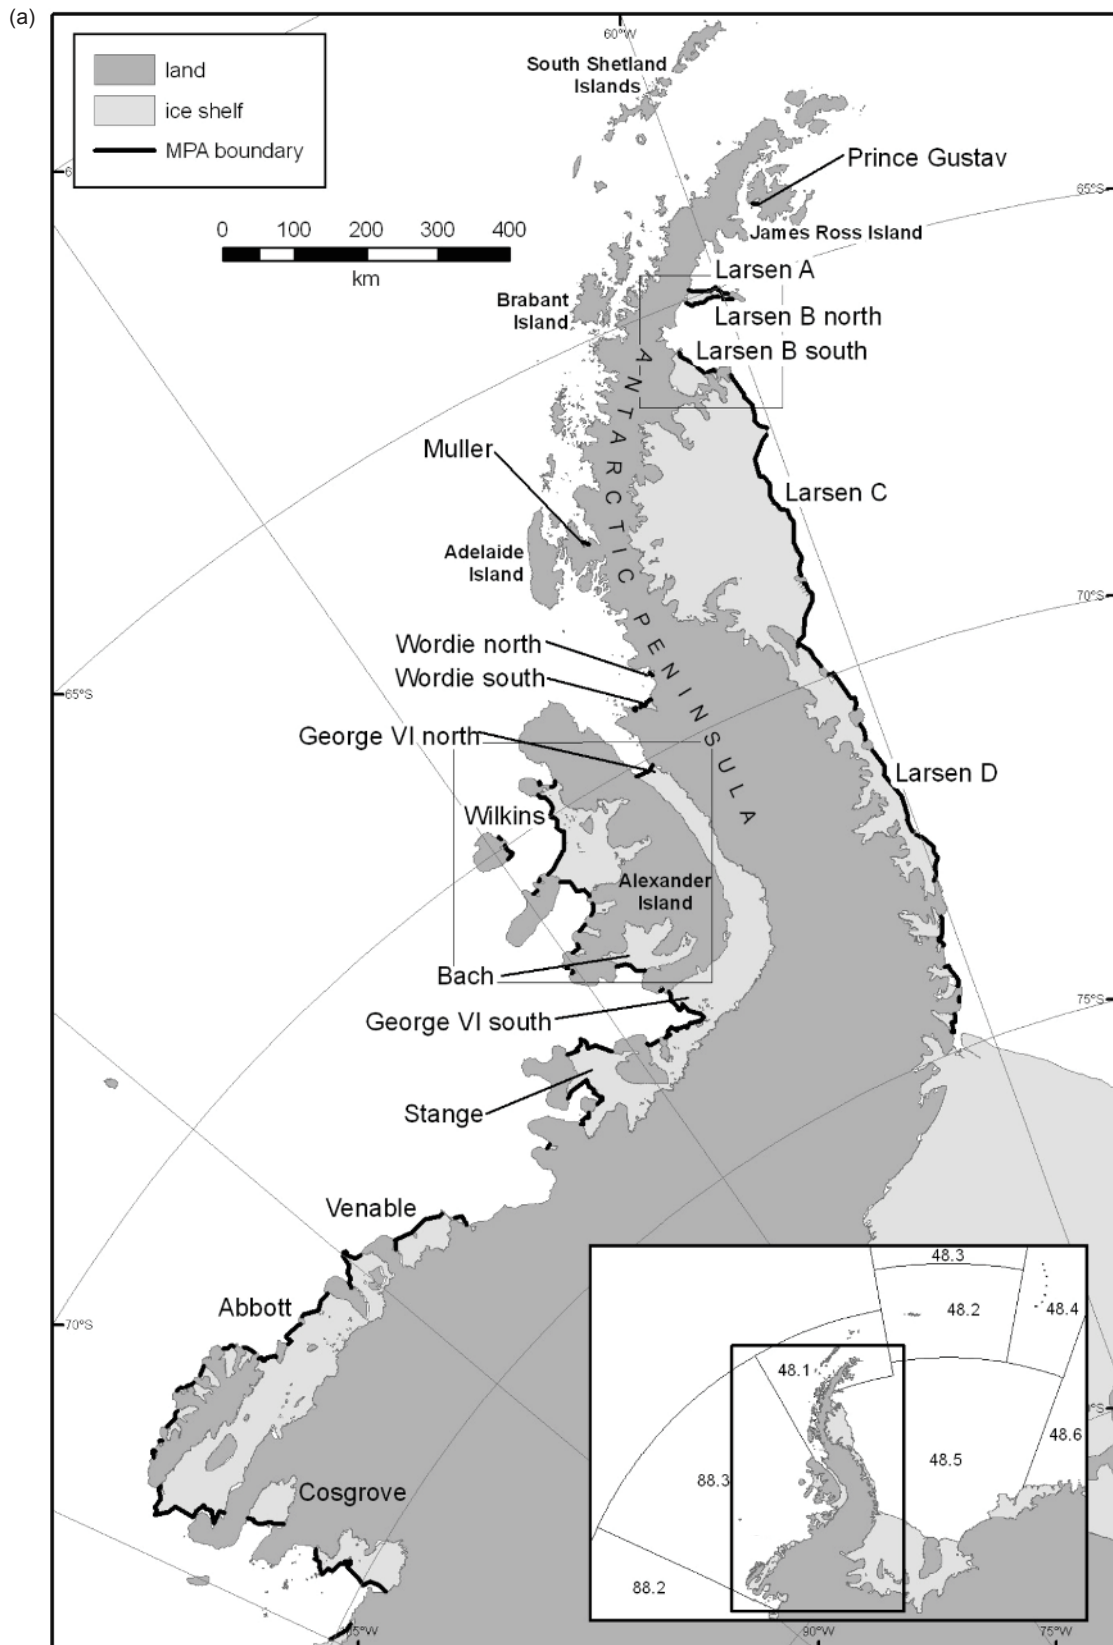 (a)
60°W
land
ice shelf
MPA boundary
South Shetland
Islands
Prince Gustav
65°S
James Ross Island
0 100 200 300 400
km
Larsen A
Brabant
Island
Larsen B north
Larsen B south
ANTARCTIC PENINSULA
Muller
Larsen C
Adelaide
Island
70°S
Wordie north
Wordie south
65°S
George VI north
Larsen D
Wilkins
Alexander
Island
Bach
75°S
George VI south
Stange
Venable
Abbott
70°S
Cosgrove
48.3
48.2
48.4
48.1
48.6
48.5
88.3
88.2
90°W
75°W